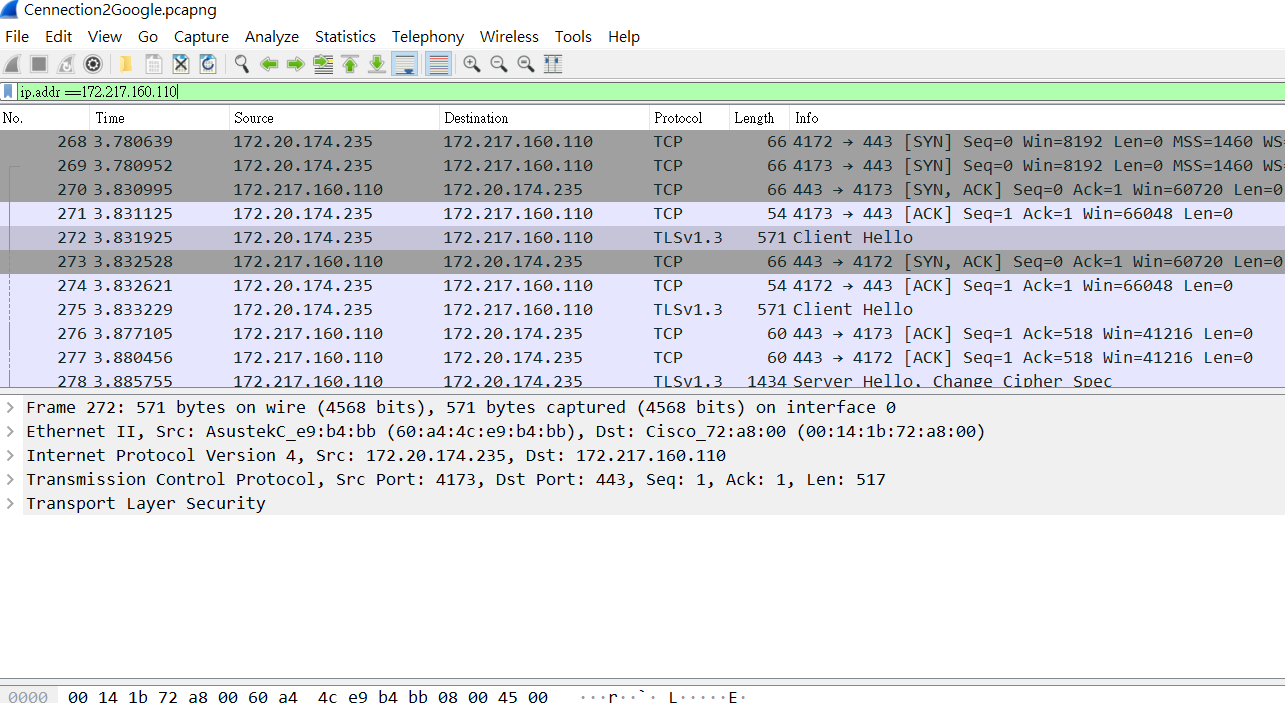 Cennection2Google.pcapng
File Edit View Go Capture Analyze Statistics Telephony Wireless Tools Help
ip.addr ==172.217.160.110
No. Time Source Destination Protocol Length Info
268 3.780639 172.20.174.235 172.217.160.110 TCP 66 4172 → 443 [SYN] Seq=0 Win=8192 Len=0 MSS=1460 WS=
269 3.780952 172.20.174.235 172.217.160.110 TCP 66 4173 → 443 [SYN] Seq=0 Win=8192 Len=0 MSS=1460 WS=
270 3.830995 172.217.160.110 172.20.174.235 TCP 66 443 → 4173 [SYN, ACK] Seq=0 Ack=1 Win=60720 Len=0
271 3.831125 172.20.174.235 172.217.160.110 TCP 54 4173 → 443 [ACK] Seq=1 Ack=1 Win=66048 Len=0
272 3.831925 172.20.174.235 172.217.160.110 TLSv1.3 571 Client Hello
273 3.832528 172.217.160.110 172.20.174.235 TCP 66 443 → 4172 [SYN, ACK] Seq=0 Ack=1 Win=60720 Len=0
274 3.832621 172.20.174.235 172.217.160.110 TCP 54 4172 → 443 [ACK] Seq=1 Ack=1 Win=66048 Len=0
275 3.833229 172.20.174.235 172.217.160.110 TLSv1.3 571 Client Hello
276 3.877105 172.217.160.110 172.20.174.235 TCP 60 443 → 4173 [ACK] Seq=1 Ack=518 Win=41216 Len=0
277 3.880456 172.217.160.110 172.20.174.235 TCP 60 443 → 4172 [ACK] Seq=1 Ack=518 Win=41216 Len=0
278 3.885755 172.217.160.110 172.20.174.235 TLSv1.3 1434 Server Hello, Change Cipher Spec
Frame 272: 571 bytes on wire (4568 bits), 571 bytes captured (4568 bits) on interface 0
Ethernet II, Src: AsustekC_e9:b4:bb (60:a4:4c:e9:b4:bb), Dst: Cisco_72:a8:00 (00:14:1b:72:a8:00)
Internet Protocol Version 4, Src: 172.20.174.235, Dst: 172.217.160.110
Transmission Control Protocol, Src Port: 4173, Dst Port: 443, Seq: 1, Ack: 1, Len: 517
Transport Layer Security
0000 00 14 1b 72 a8 00 60 a4 4c e9 b4 bb 08 00 45 00 ···r··`· L·····E·